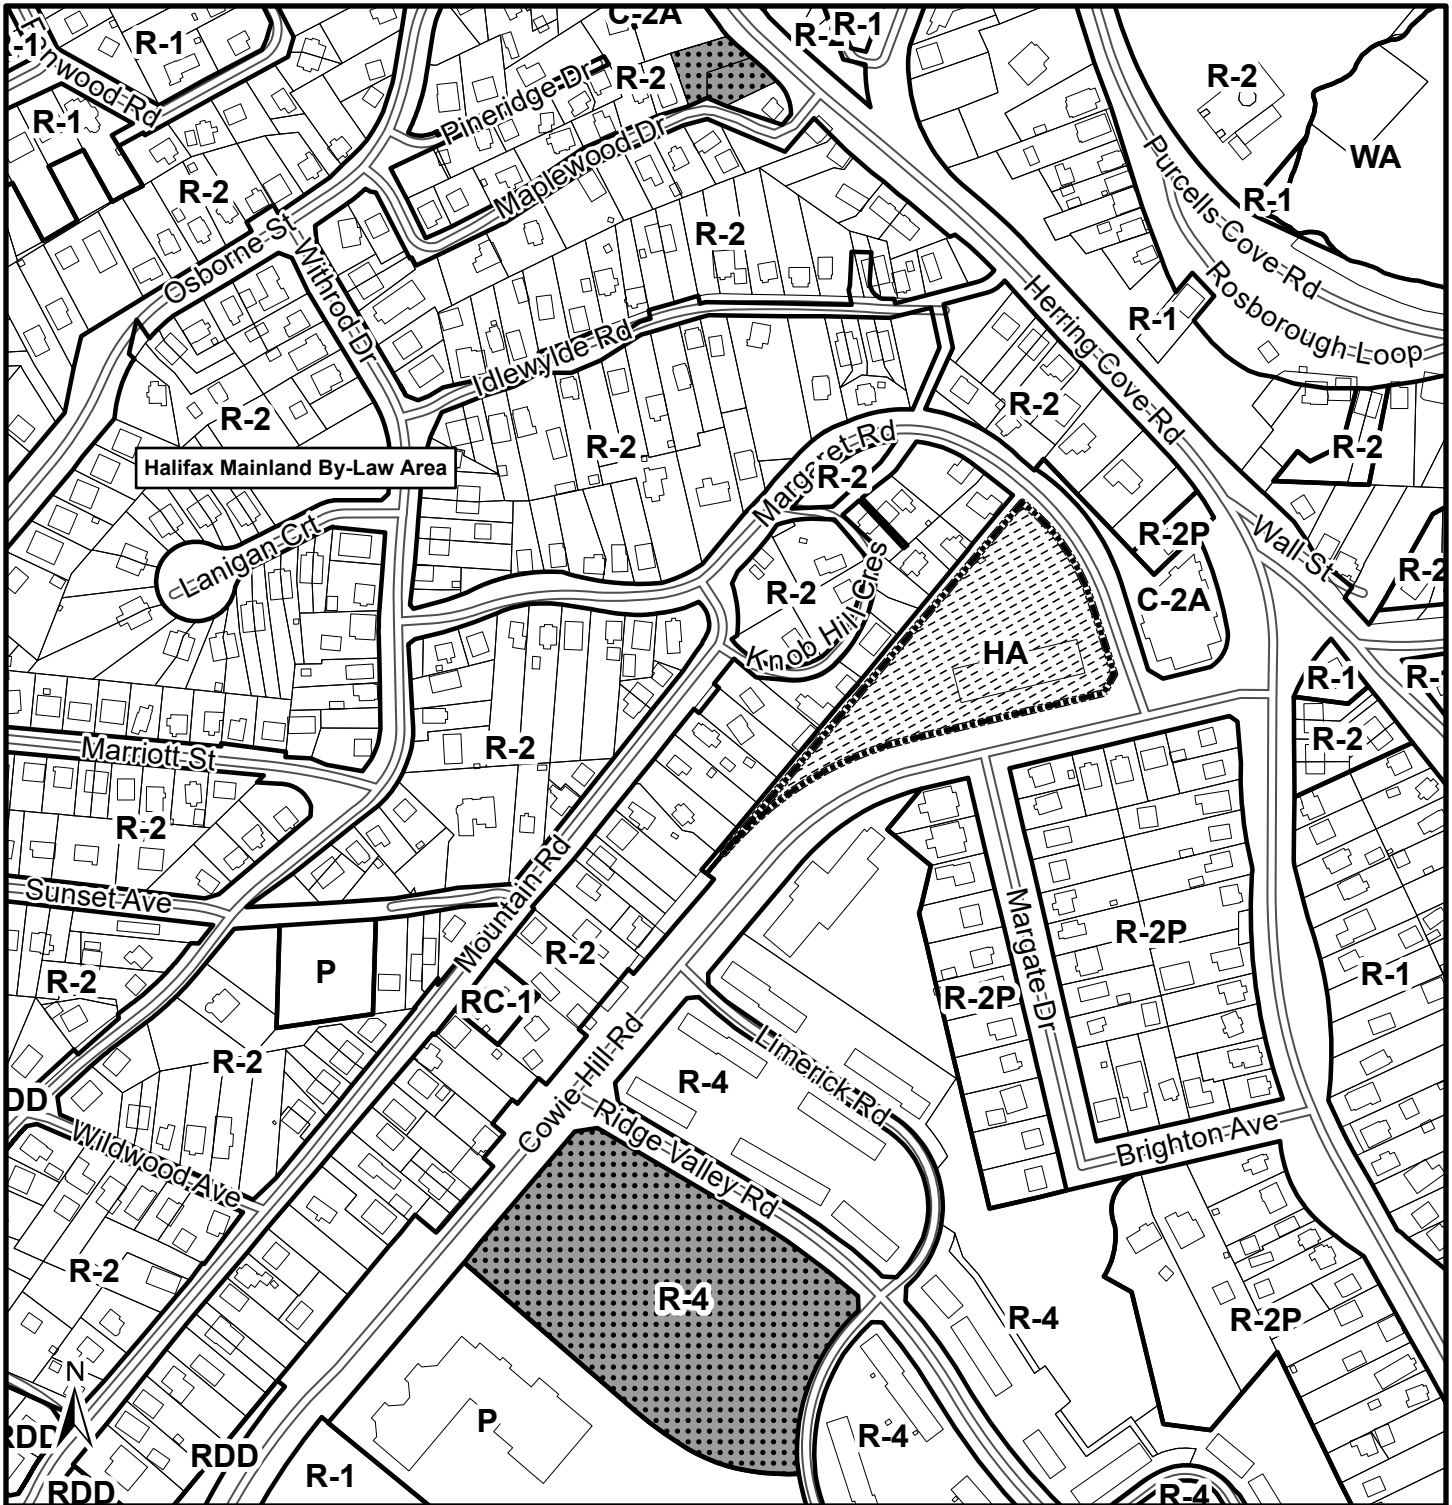 C-2A
R-1
R-2
R-1
R-1
Pineridge Dr
R-2
R-2
WA
R-1
Maplewood Dr
Purcells Cove Rd
R-2
R-1
R-2
Osborne St
Withrod Dr
Rosborough Loop
Herring Cove Rd
R-1
Idlewylde Rd
R-2
R-2
R-2
R-2
Margaret Rd
Halifax Mainland By-Law Area
R-2
Lanigan Crt
R-2P
Wall St
R-2
R-2
Knob Hill Cres
C-2A
HA
R-1
R-2
R-2
Marriott St
R-2
Sunset Ave
Mountain Rd
Margate Dr
R-2P
R-2
P
R-2
RC-1
R-2P
R-1
R-2
Cowie Hill Rd
Limerick Rd
R-4
DD
Ridge Valley Rd
Wildwood Ave
Brighton Ave
R-2
R-4
R-4
R-2P
N
P
R-4
RDD
RDD
R-1
RDD
R-4